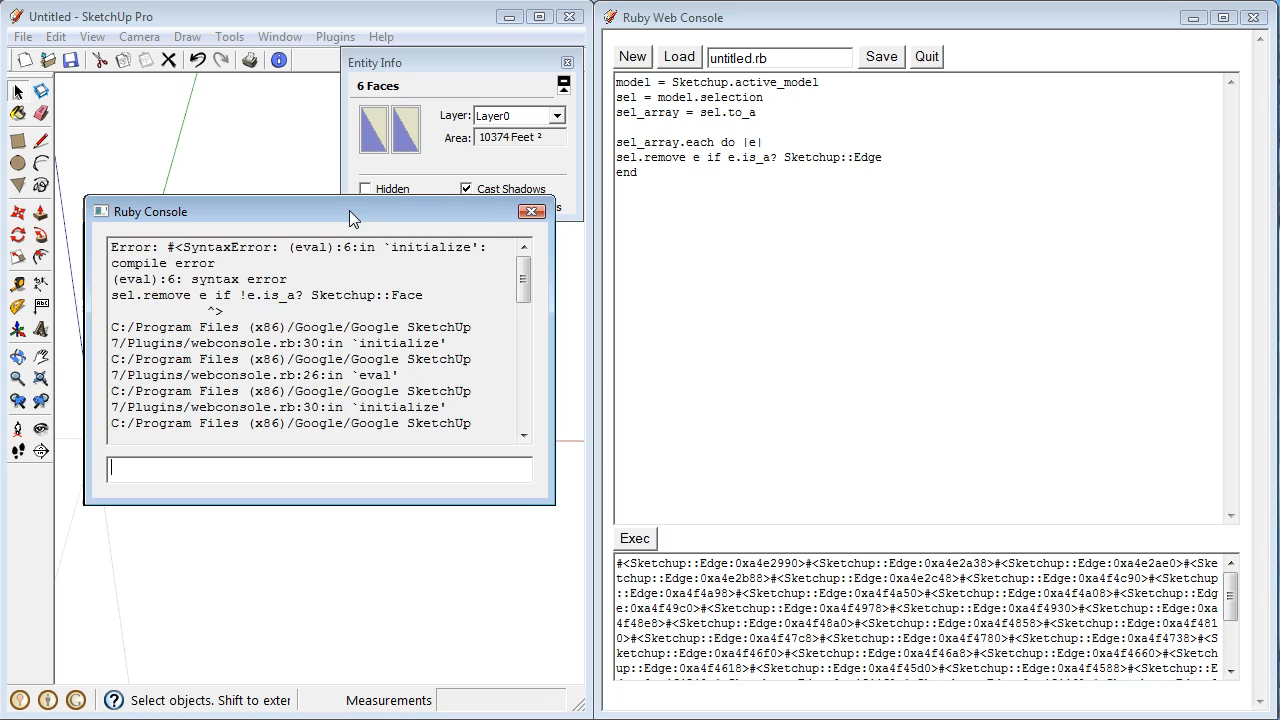 Untitled - SketchUp Pro
File Edit View Camera Draw Tools Window Plugins Help
Entity Info
6 Faces
Layer: Layer0
Area: 10374 Feet ²
Hidden
Cast Shadows
Ruby Console
Error: #<SyntaxError: (eval):6:in `initialize':
compile error
(eval):6: syntax error
sel.remove e if !e.is_a? Sketchup::Face
^>
C:/Program Files (x86)/Google/Google SketchUp
7/Plugins/webconsole.rb:30:in `initialize'
C:/Program Files (x86)/Google/Google SketchUp
7/Plugins/webconsole.rb:26:in `eval'
C:/Program Files (x86)/Google/Google SketchUp
7/Plugins/webconsole.rb:30:in `initialize'
C:/Program Files (x86)/Google/Google SketchUp
Select objects. Shift to exter
Measurements
Ruby Web Console
New Load untitled.rb Save Quit
model = Sketchup.active_model
sel = model.selection
sel_array = sel.to_a
sel_array.each do |e|
sel.remove e if e.is_a? Sketchup::Edge
end
Exec
#<Sketchup::Edge:0xa4e2990>#<Sketchup::Edge:0xa4e2a38>#<Sketchup::Edge:0xa4e2ae0>#<Ske
tchup::Edge:0xa4e2b88>#<Sketchup::Edge:0xa4e2c48>#<Sketchup::Edge:0xa4f4c90>#<Sketchup
::Edge:0xa4f4a98>#<Sketchup::Edge:0xa4f4a50>#<Sketchup::Edge:0xa4f4a08>#<Sketchup::Edg
e:0xa4f49c0>#<Sketchup::Edge:0xa4f4978>#<Sketchup::Edge:0xa4f4930>#<Sketchup::Edge:0xa
4f48e8>#<Sketchup::Edge:0xa4f48a0>#<Sketchup::Edge:0xa4f4858>#<Sketchup::Edge:0xa4f481
0>#<Sketchup::Edge:0xa4f47c8>#<Sketchup::Edge:0xa4f4780>#<Sketchup::Edge:0xa4f4738>#<S
ketchup::Edge:0xa4f46f0>#<Sketchup::Edge:0xa4f46a8>#<Sketchup::Edge:0xa4f4660>#<Sketch
up::Edge:0xa4f4618>#<Sketchup::Edge:0xa4f45d0>#<Sketchup::Edge:0xa4f4588>#<Sketchup::E